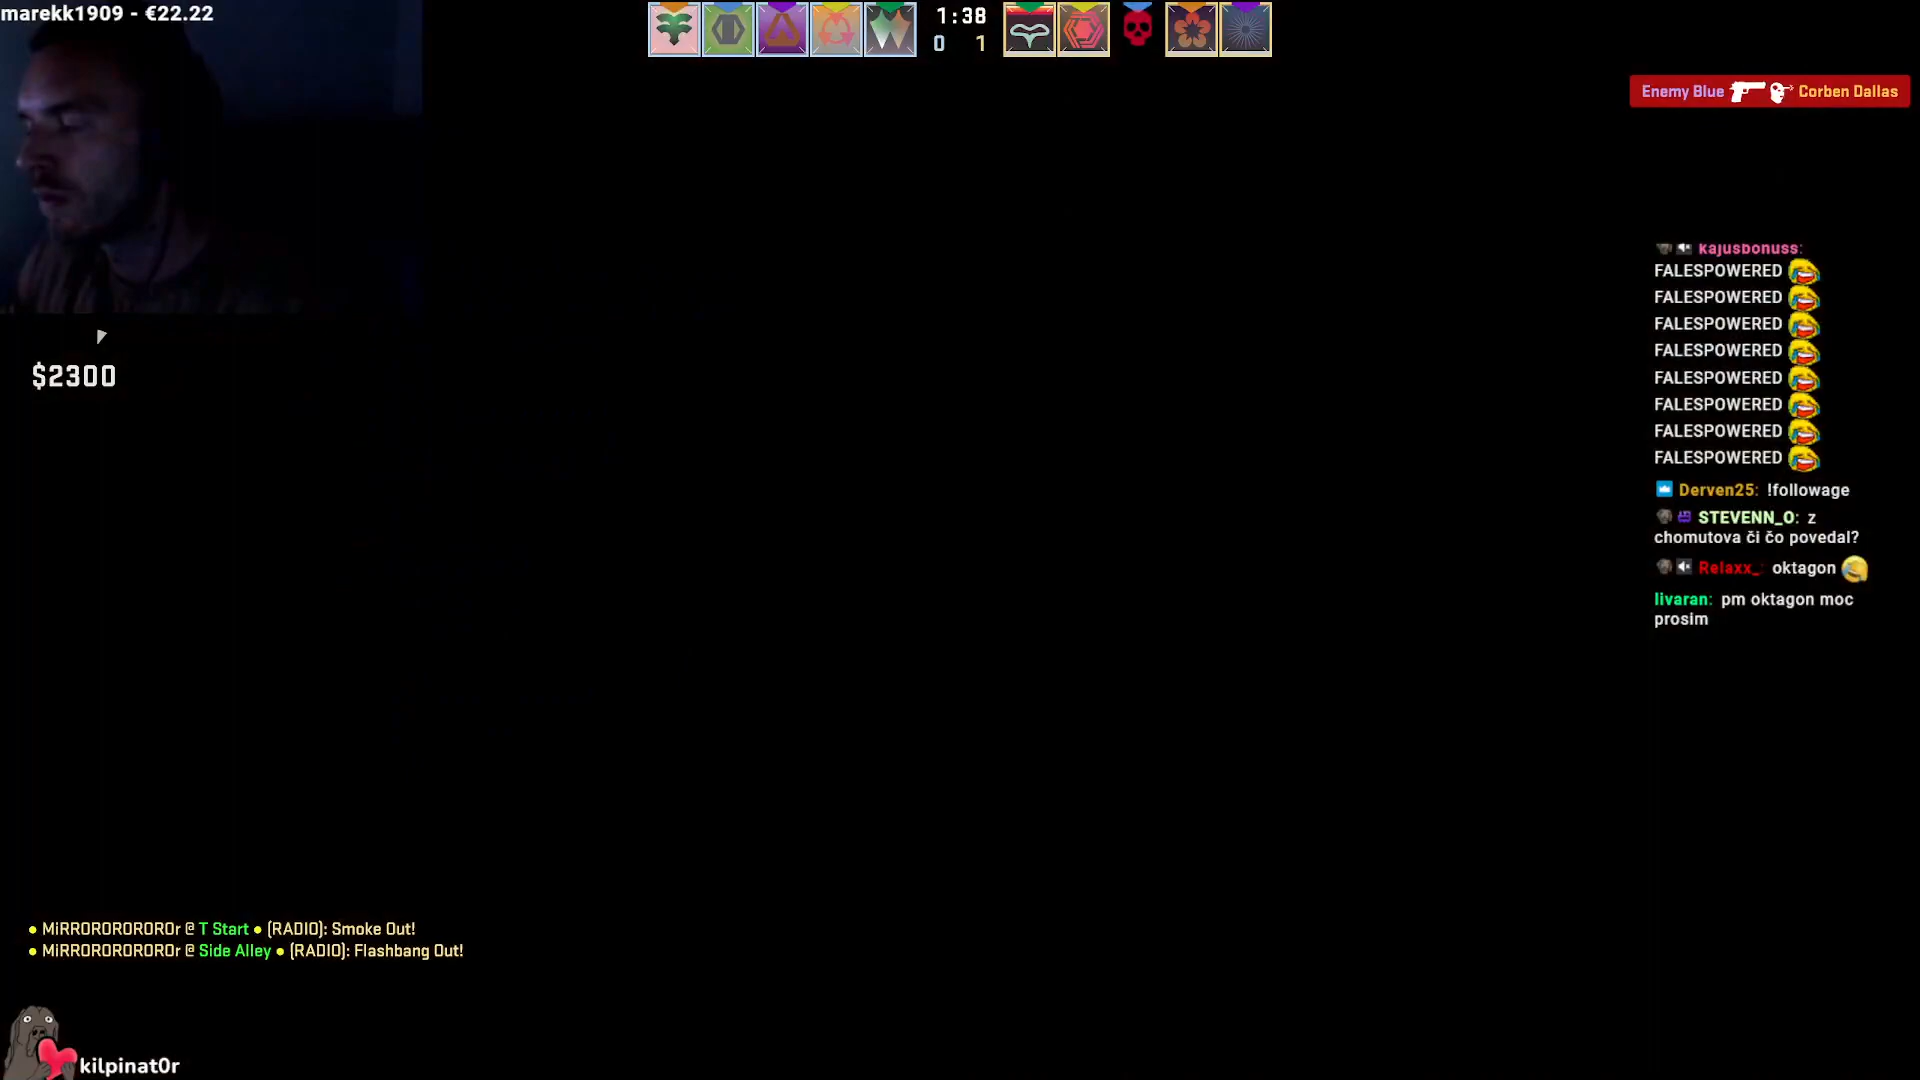 marekk1909 - €22.22
1:38
0 1
Enemy Blue Corben Dallas
kajusbonuss:
FALESPOWERED
FALESPOWERED
FALESPOWERED
FALESPOWERED
FALESPOWERED
FALESPOWERED
FALESPOWERED
FALESPOWERED
Derven25: !followage
STEVENN_O: z
chomutova či čo povedal?
Relaxx_: oktagon
livaran: pm oktagon moc
prosim
$2300
● MiRROROROROROr @ T Start ● (RADIO): Smoke Out!
● MiRROROROROROr @ Side Alley ● (RADIO): Flashbang Out!
kilpinat0r